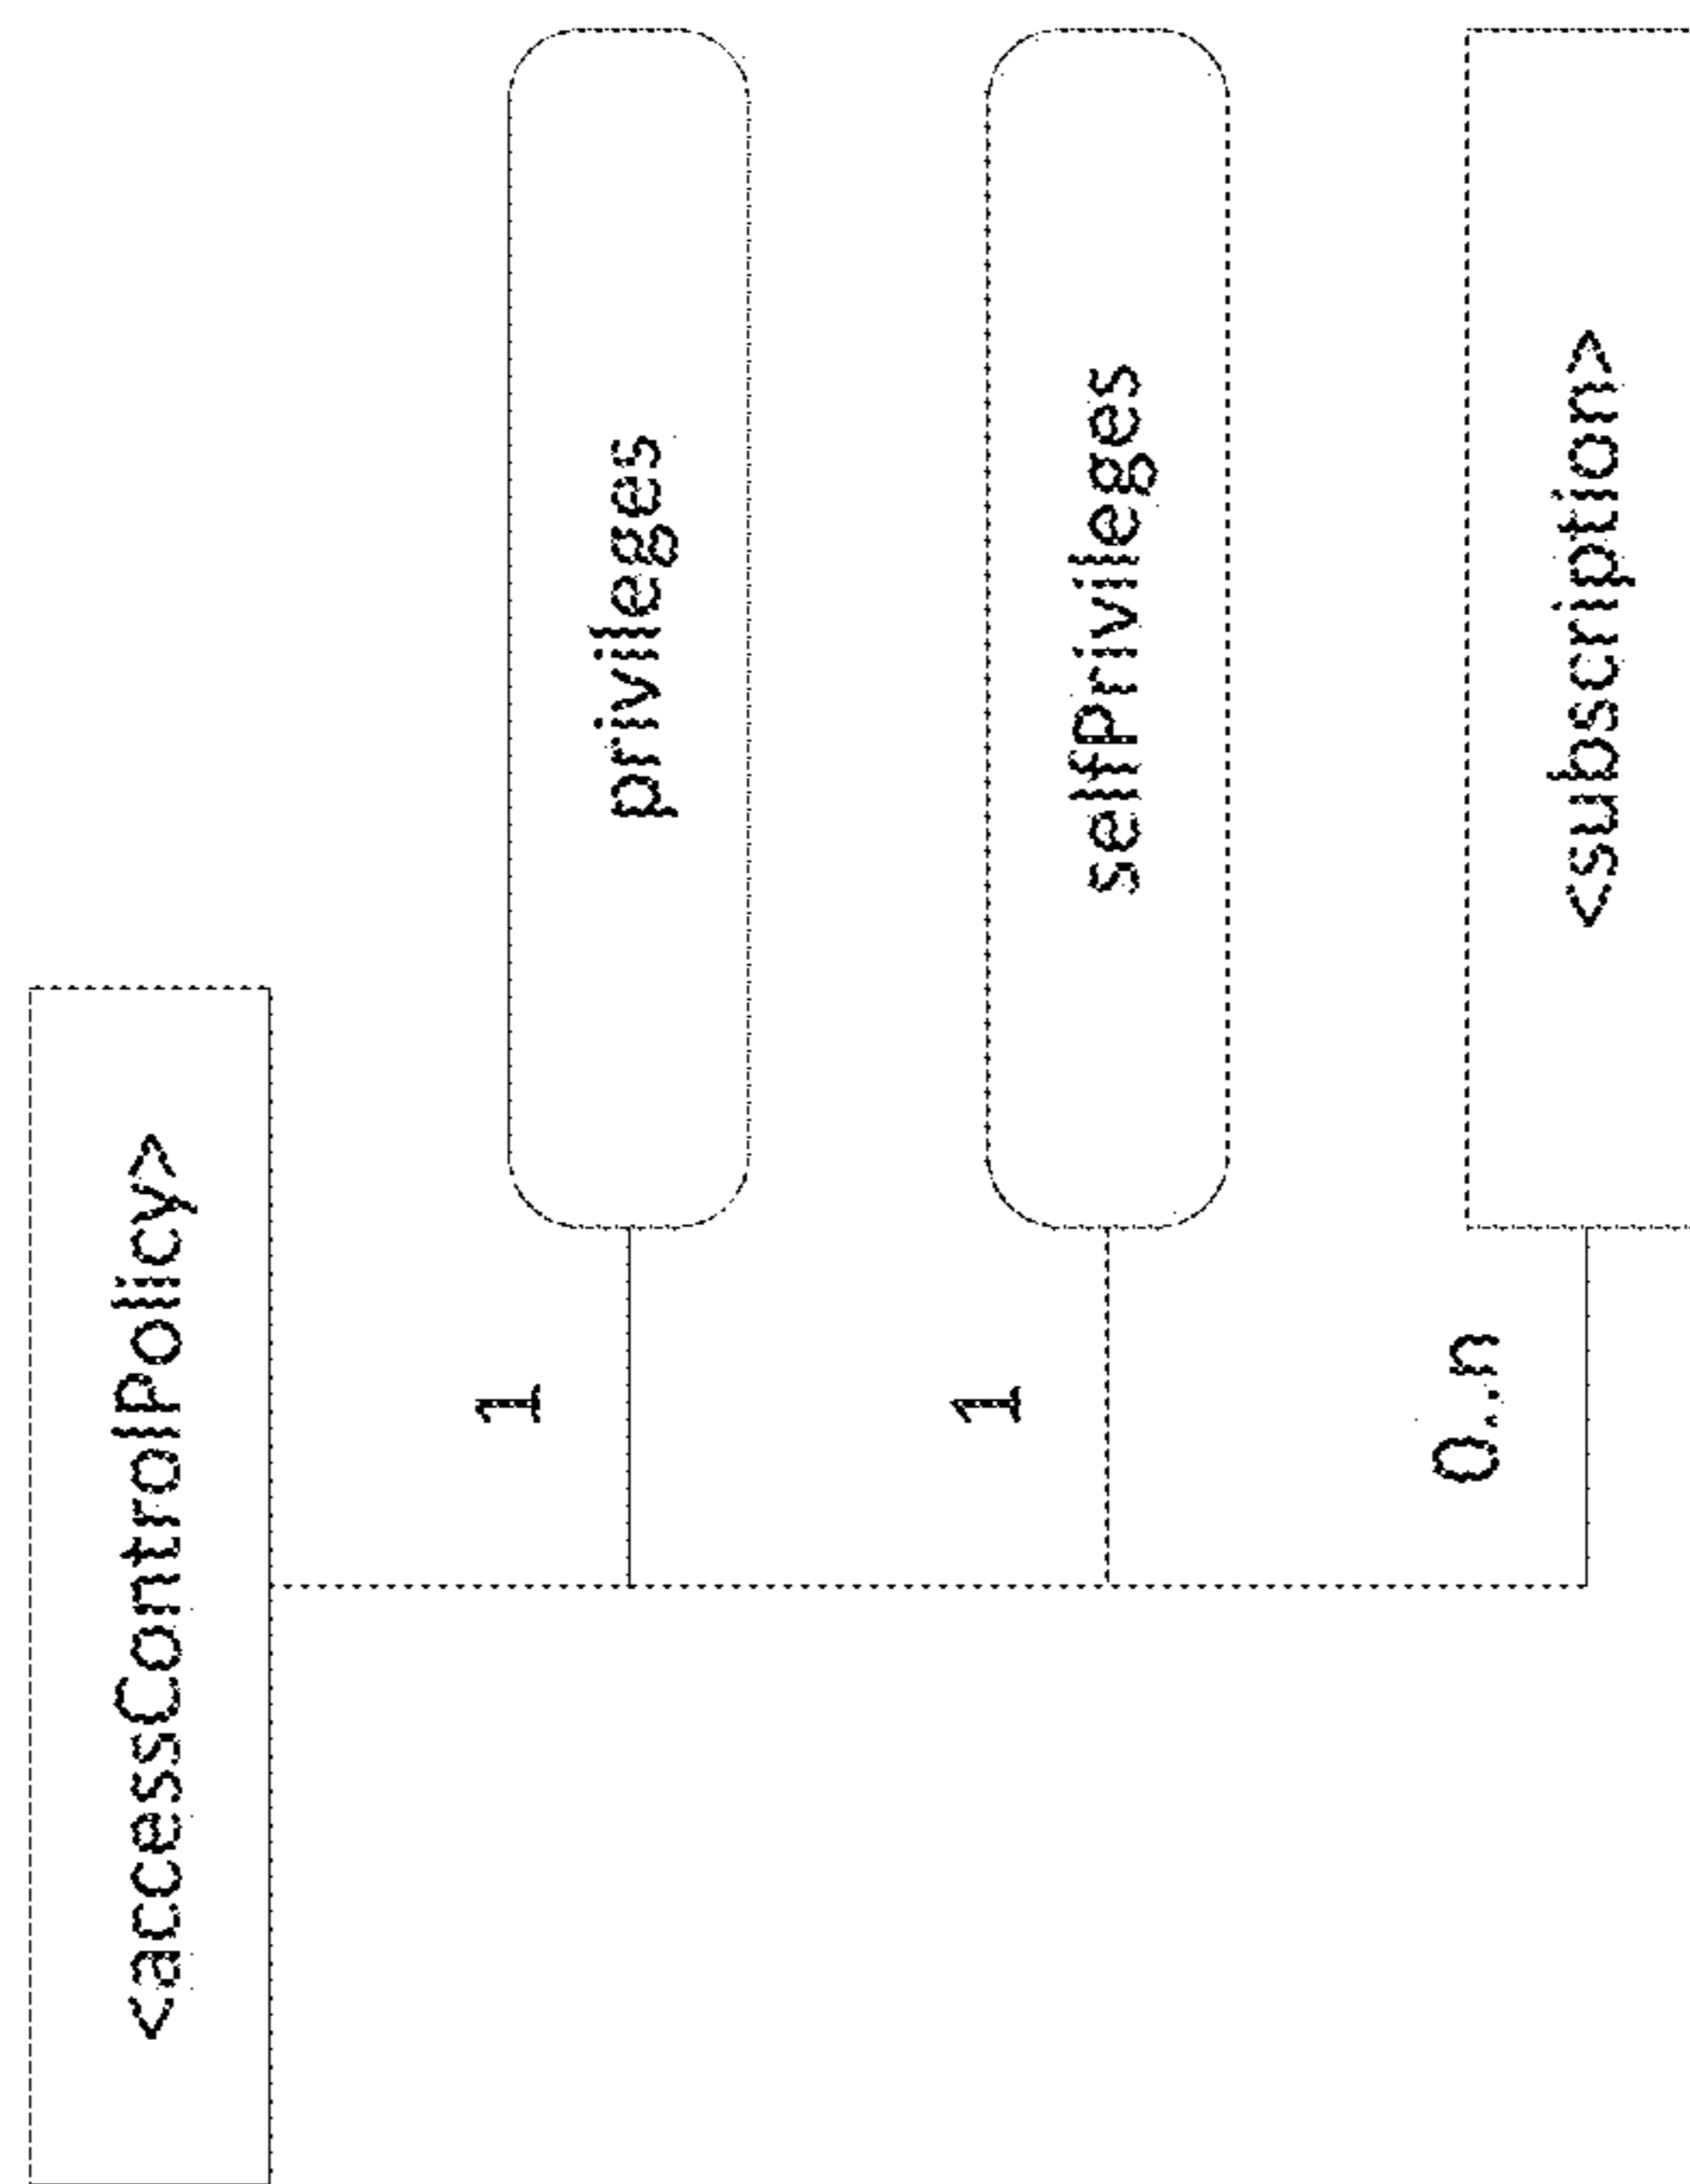 <accessControlPolicy>
1
privileges
1
selfPrivileges
0..n
<subscription>